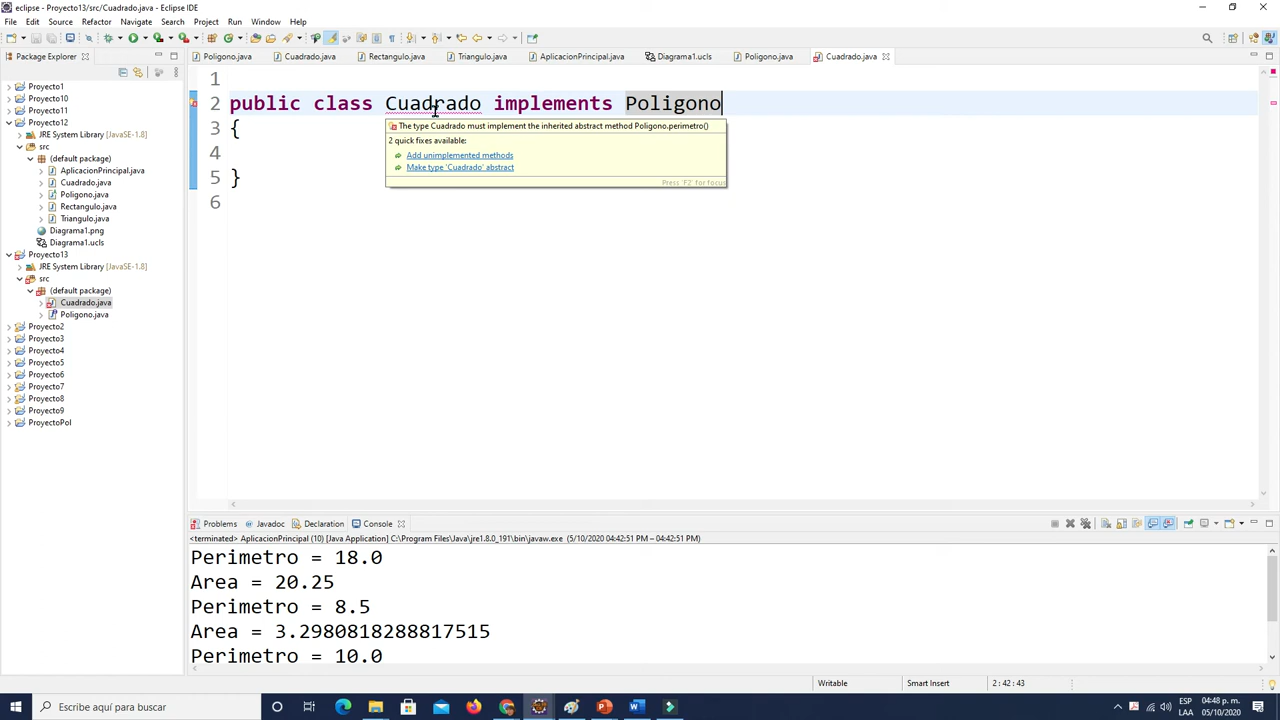 eclipse - Proyecto13/src/Cuadrado.java - Eclipse IDE
File Edit Source Refactor Navigate Search Project Run Window Help
Package Explorer
Poligono.java Cuadrado.java Rectangulo.java Triangulo.java AplicacionPrincipal.java Diagrama1.ucls Poligono.java Cuadrado.java
Proyecto1
Proyecto10
Proyecto11
Proyecto12
JRE System Library [JavaSE-1.8]
src
(default package)
AplicacionPrincipal.java
Cuadrado.java
Poligono.java
Rectangulo.java
Triangulo.java
Diagrama1.png
Diagrama1.ucls
Proyecto13
JRE System Library [JavaSE-1.8]
src
(default package)
Cuadrado.java
Poligono.java
Proyecto2
Proyecto3
Proyecto4
Proyecto5
Proyecto6
Proyecto7
Proyecto8
Proyecto9
ProyectoPol
1
2 public class Cuadrado implements Poligono
3 {
4
5 }
6
The type Cuadrado must implement the inherited abstract method Poligono.perimetro()
2 quick fixes available:
Add unimplemented methods
Make type 'Cuadrado' abstract
Press 'F2' for focus
Problems Javadoc Declaration Console
<terminated> AplicacionPrincipal (10) [Java Application] C:\Program Files\Java\jre1.8.0_191\bin\javaw.exe (5/10/2020 04:42:51 PM – 04:42:51 PM)
Perimetro = 18.0
Area = 20.25
Perimetro = 8.5
Area = 3.2980818288817515
Perimetro = 10.0
Writable Smart Insert 2 : 42 : 43
Escribe aquí para buscar
ESP
LAA
04:48 p. m.
05/10/2020